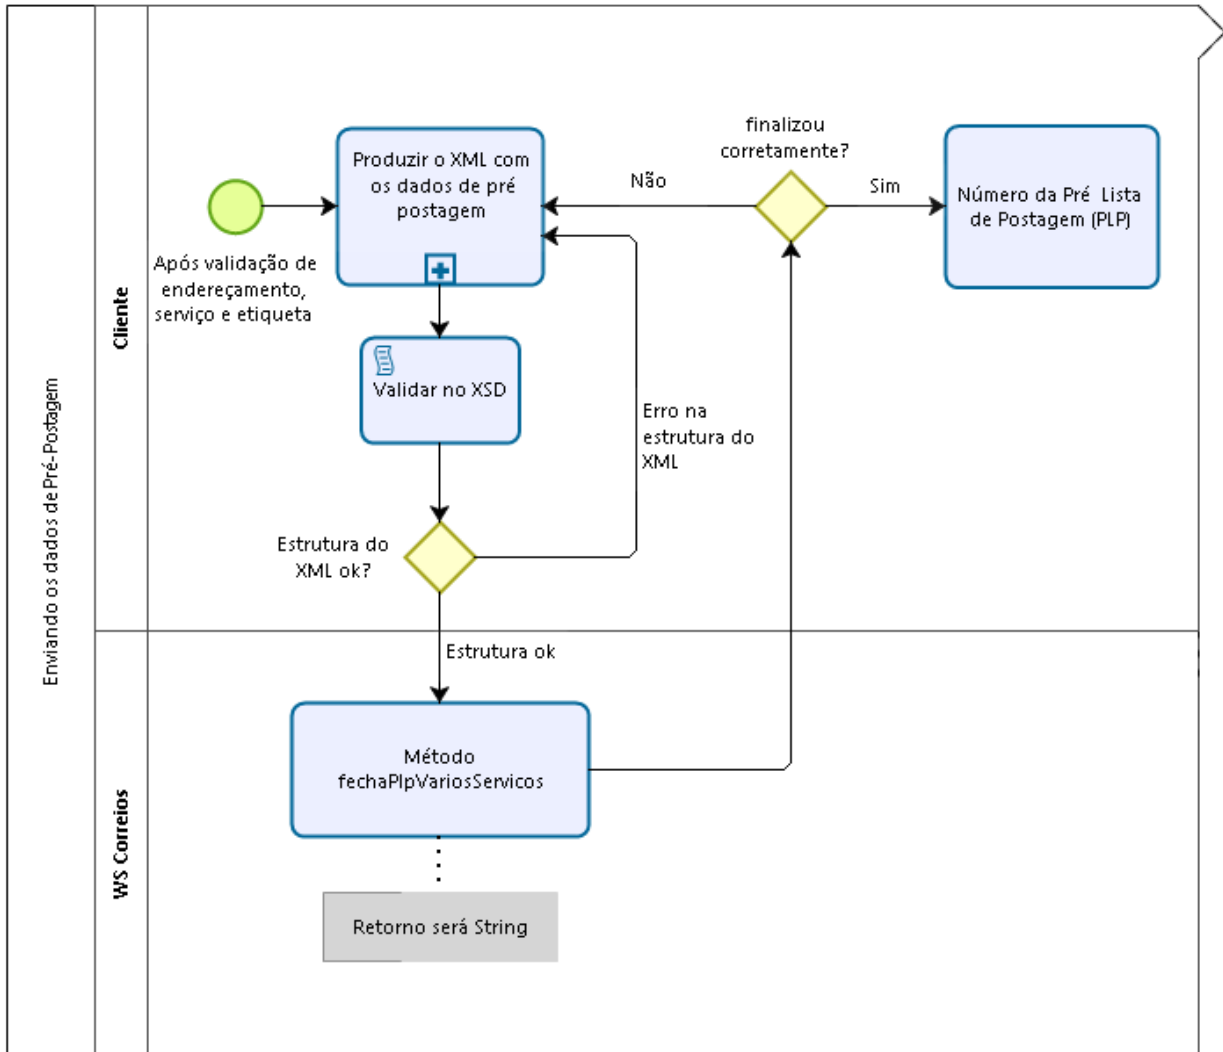 Enviando os dados de Pré-Postagem
Cliente
Após validação de
endereçamento,
serviço e etiqueta
Produzir o XML com
os dados de pré
postagem
Validar no XSD
Estrutura do
XML ok?
Erro na
estrutura do
XML
Não
finalizou
corretamente?
Sim
Número da Pré Lista
de Postagem (PLP)
WS Correios
Estrutura ok
Método
fechaPlpVariosServicos
Retorno será String